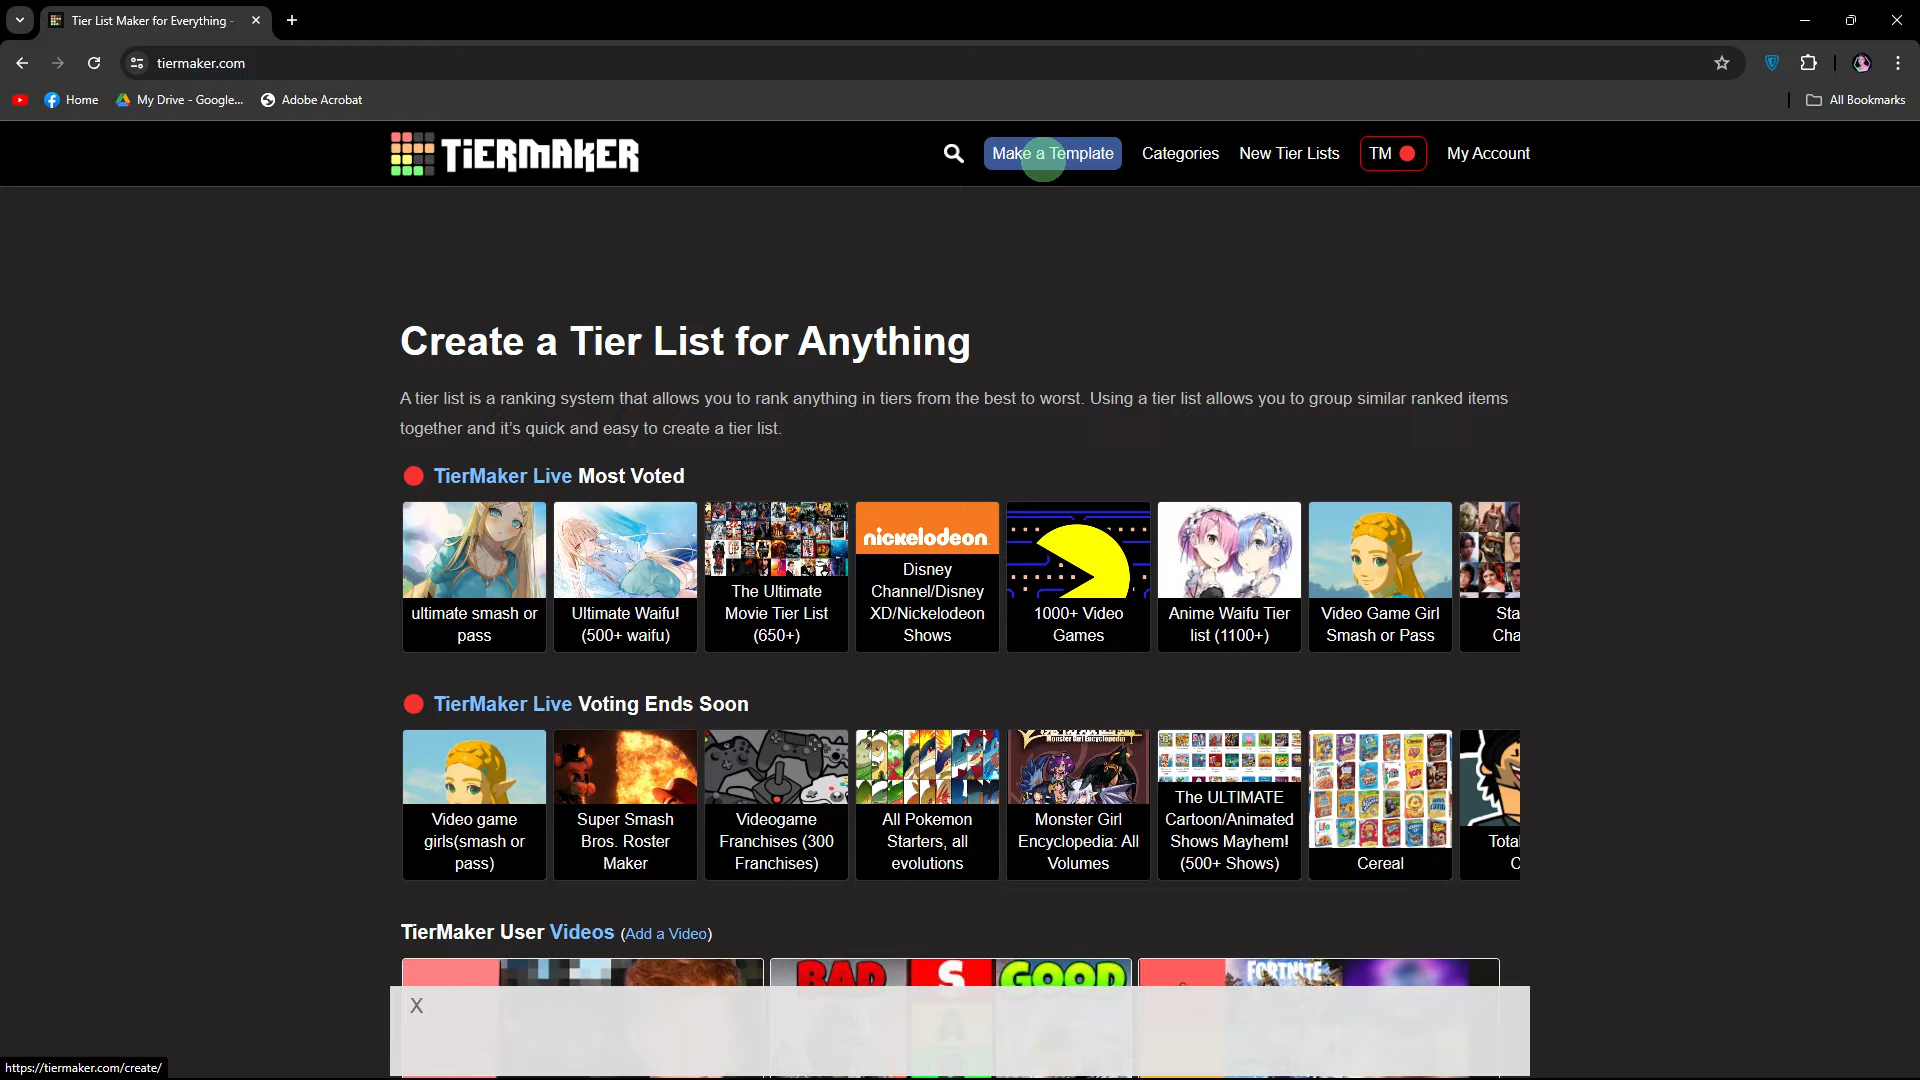 Tier List Maker for Everything -
tiermaker.com
Home
My Drive - Google...
Adobe Acrobat
All Bookmarks
TiERMAKER
Make a Template
Categories
New Tier Lists
TM
My Account
Create a Tier List for Anything
A tier list is a ranking system that allows you to rank anything in tiers from the best to worst. Using a tier list allows you to group similar ranked items
together and it's quick and easy to create a tier list.
TierMaker Live Most Voted
ultimate smash or
pass
Ultimate Waifu!
(500+ waifu)
The Ultimate
Movie Tier List
(650+)
nickelodeon
Disney
Channel/Disney
XD/Nickelodeon
Shows
1000+ Video
Games
Anime Waifu Tier
list (1100+)
Video Game Girl
Smash or Pass
Sta
Cha
TierMaker Live Voting Ends Soon
Video game
girls(smash or
pass)
Super Smash
Bros. Roster
Maker
Videogame
Franchises (300
Franchises)
All Pokemon
Starters, all
evolutions
Monster Girl Encyclopedia
Monster Girl
Encyclopedia: All
Volumes
The ULTIMATE
Cartoon/Animated
Shows Mayhem!
(500+ Shows)
Cereal
Total
C
TierMaker User Videos (Add a Video)
BAD
S
GOOD
A
FORTNITE
X
https://tiermaker.com/create/